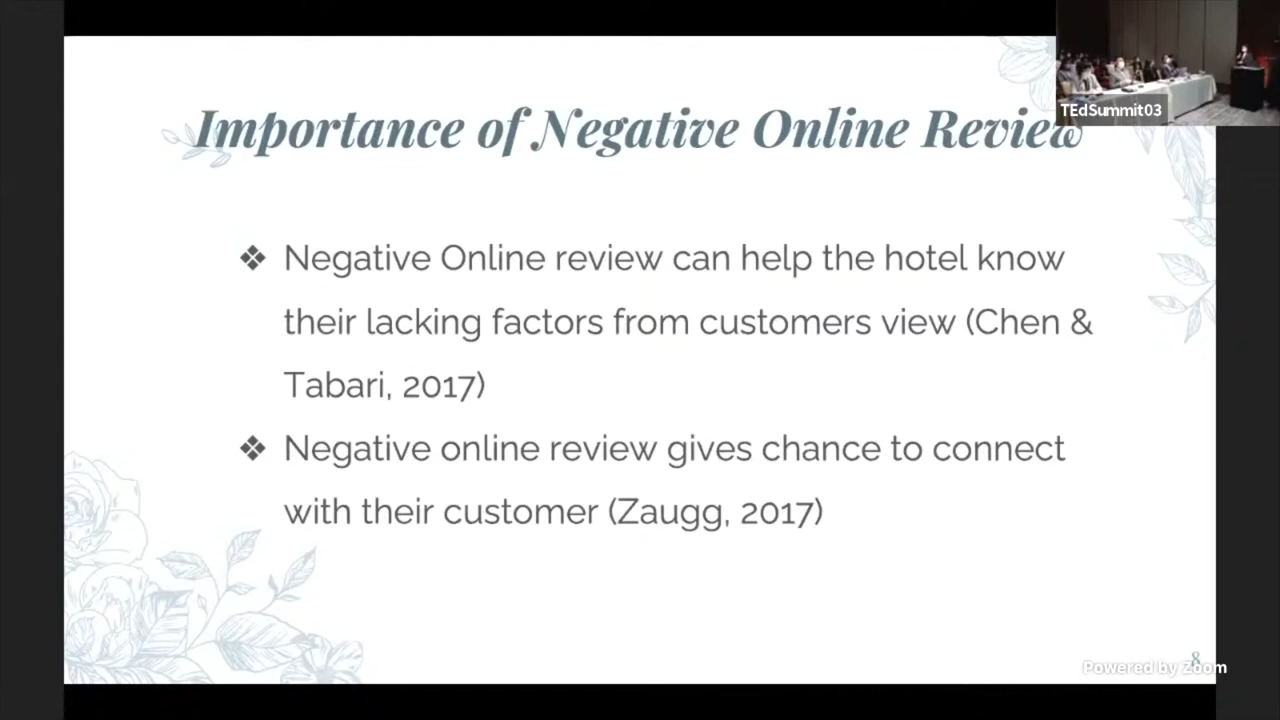 TEdSummit03
Importance of Negative Online Review
❖ Negative Online review can help the hotel know
their lacking factors from customers view (Chen &
Tabari, 2017)
❖ Negative online review gives chance to connect
with their customer (Zaugg, 2017)
8
Powered by Zoom